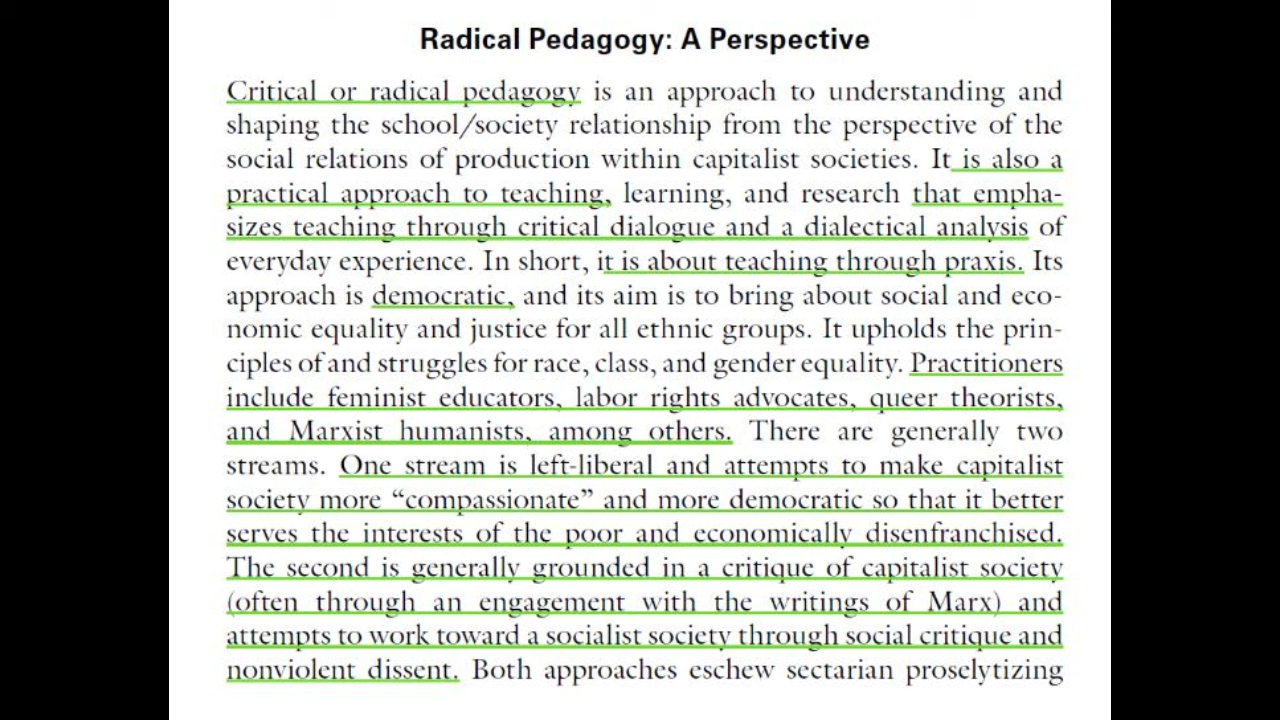 Radical Pedagogy: A Perspective
Critical or radical pedagogy is an approach to understanding and
shaping the school/society relationship from the perspective of the
social relations of production within capitalist societies. It is also a
practical approach to teaching, learning, and research that empha-
sizes teaching through critical dialogue and a dialectical analysis of
everyday experience. In short, it is about teaching through praxis. Its
approach is democratic, and its aim is to bring about social and eco-
nomic equality and justice for all ethnic groups. It upholds the prin-
ciples of and struggles for race, class, and gender equality. Practitioners
include feminist educators, labor rights advocates, queer theorists,
and Marxist humanists, among others. There are generally two
streams. One stream is left-liberal and attempts to make capitalist
society more “compassionate” and more democratic so that it better
serves the interests of the poor and economically disenfranchised.
The second is generally grounded in a critique of capitalist society
(often through an engagement with the writings of Marx) and
attempts to work toward a socialist society through social critique and
nonviolent dissent. Both approaches eschew sectarian proselytizing